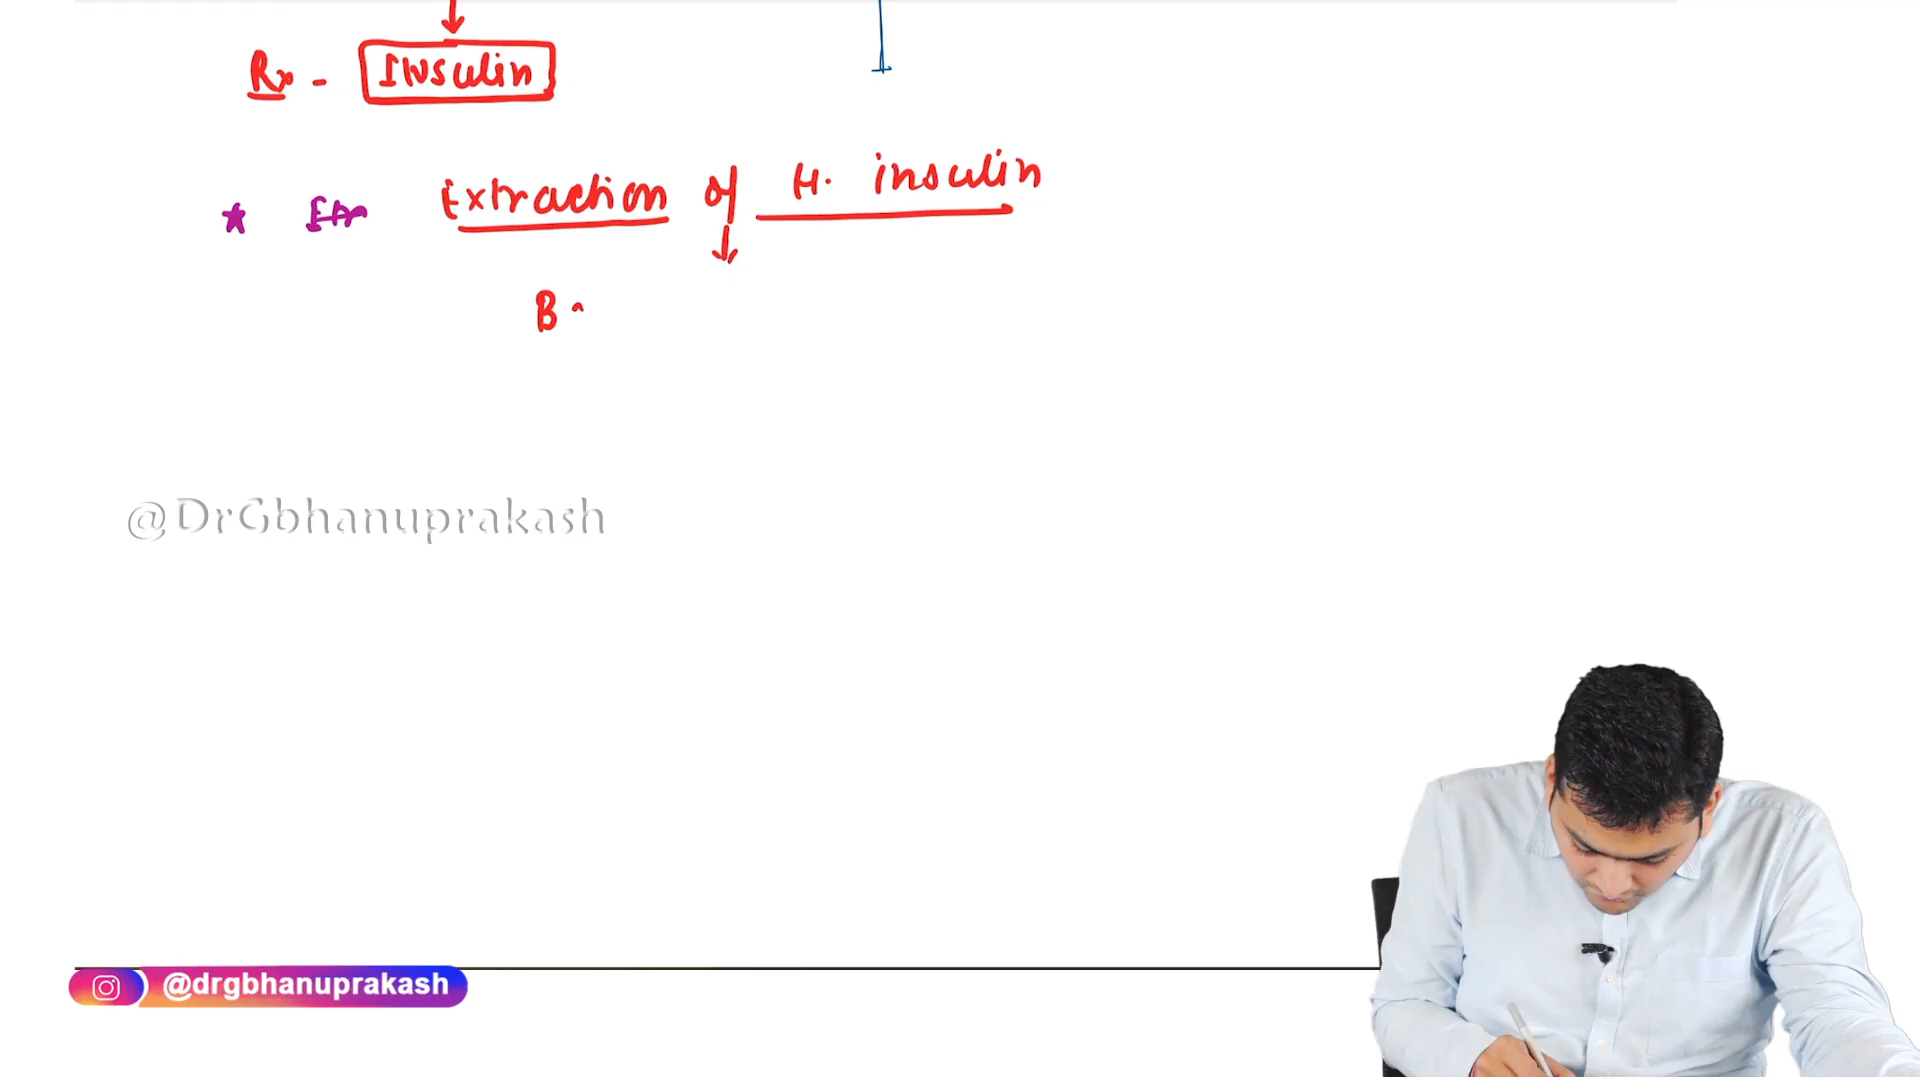 Rx - Insulin
* Extraction of H. insulin
B
@DrGbhanuprakash
@drgbhanuprakash